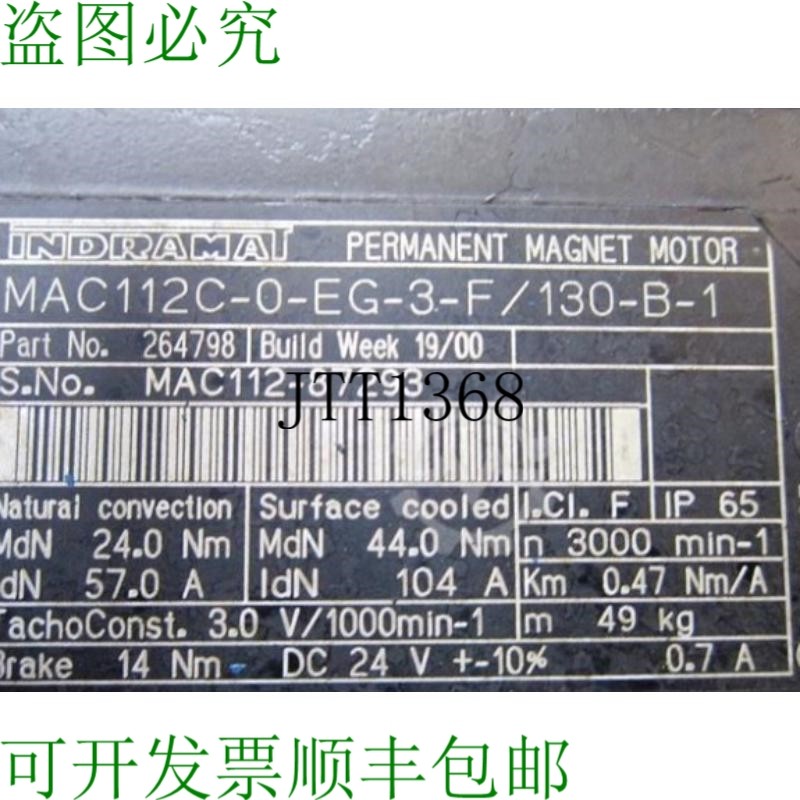 盗图必究
INDRAMAT PERMANENT MAGNET MOTOR
MAC112C-0-EG-3-F/130-B-1
Part No. 264798 Build Week 19/00
S.No.
JTT1368
Natural convection Surface cooled I.Cl. F IP 65
MdN 24.0 Nm MdN 44.0 Nm n 3000 min-1
IdN 57.0 A IdN 104 A Km 0.47 Nm/A
TachoConst. 3.0 V/1000min-1 m 49 kg
Brake 14 Nm DC 24 V +-10% 0.7 A
可开发票顺丰包邮